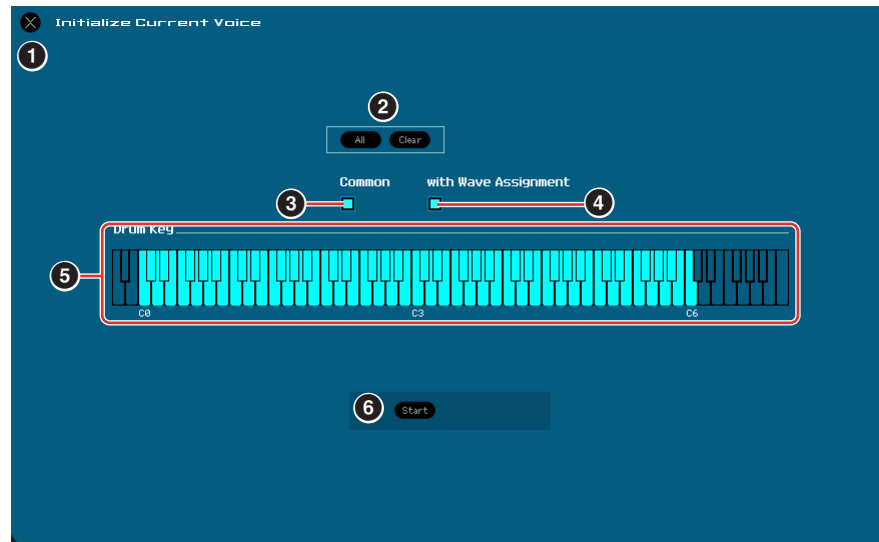 Initialize Current Voice
1
2
All Clear
Common with Wave Assignment
3 4
Drum Key
5
C0 C3 C6
6 Start